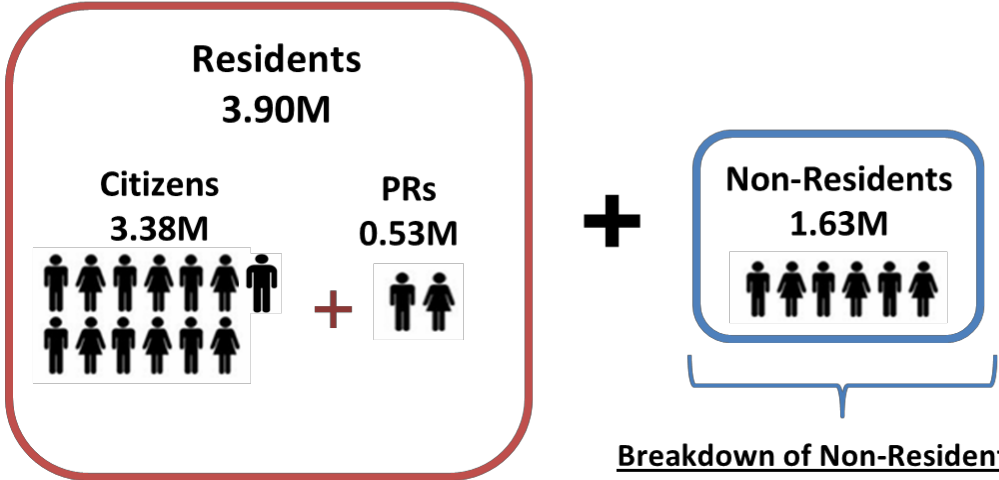 Residents
3.90M
Citizens
3.38M
+
PRs
0.53M
+
Non-Residents
1.63M
Breakdown of Non-Resident